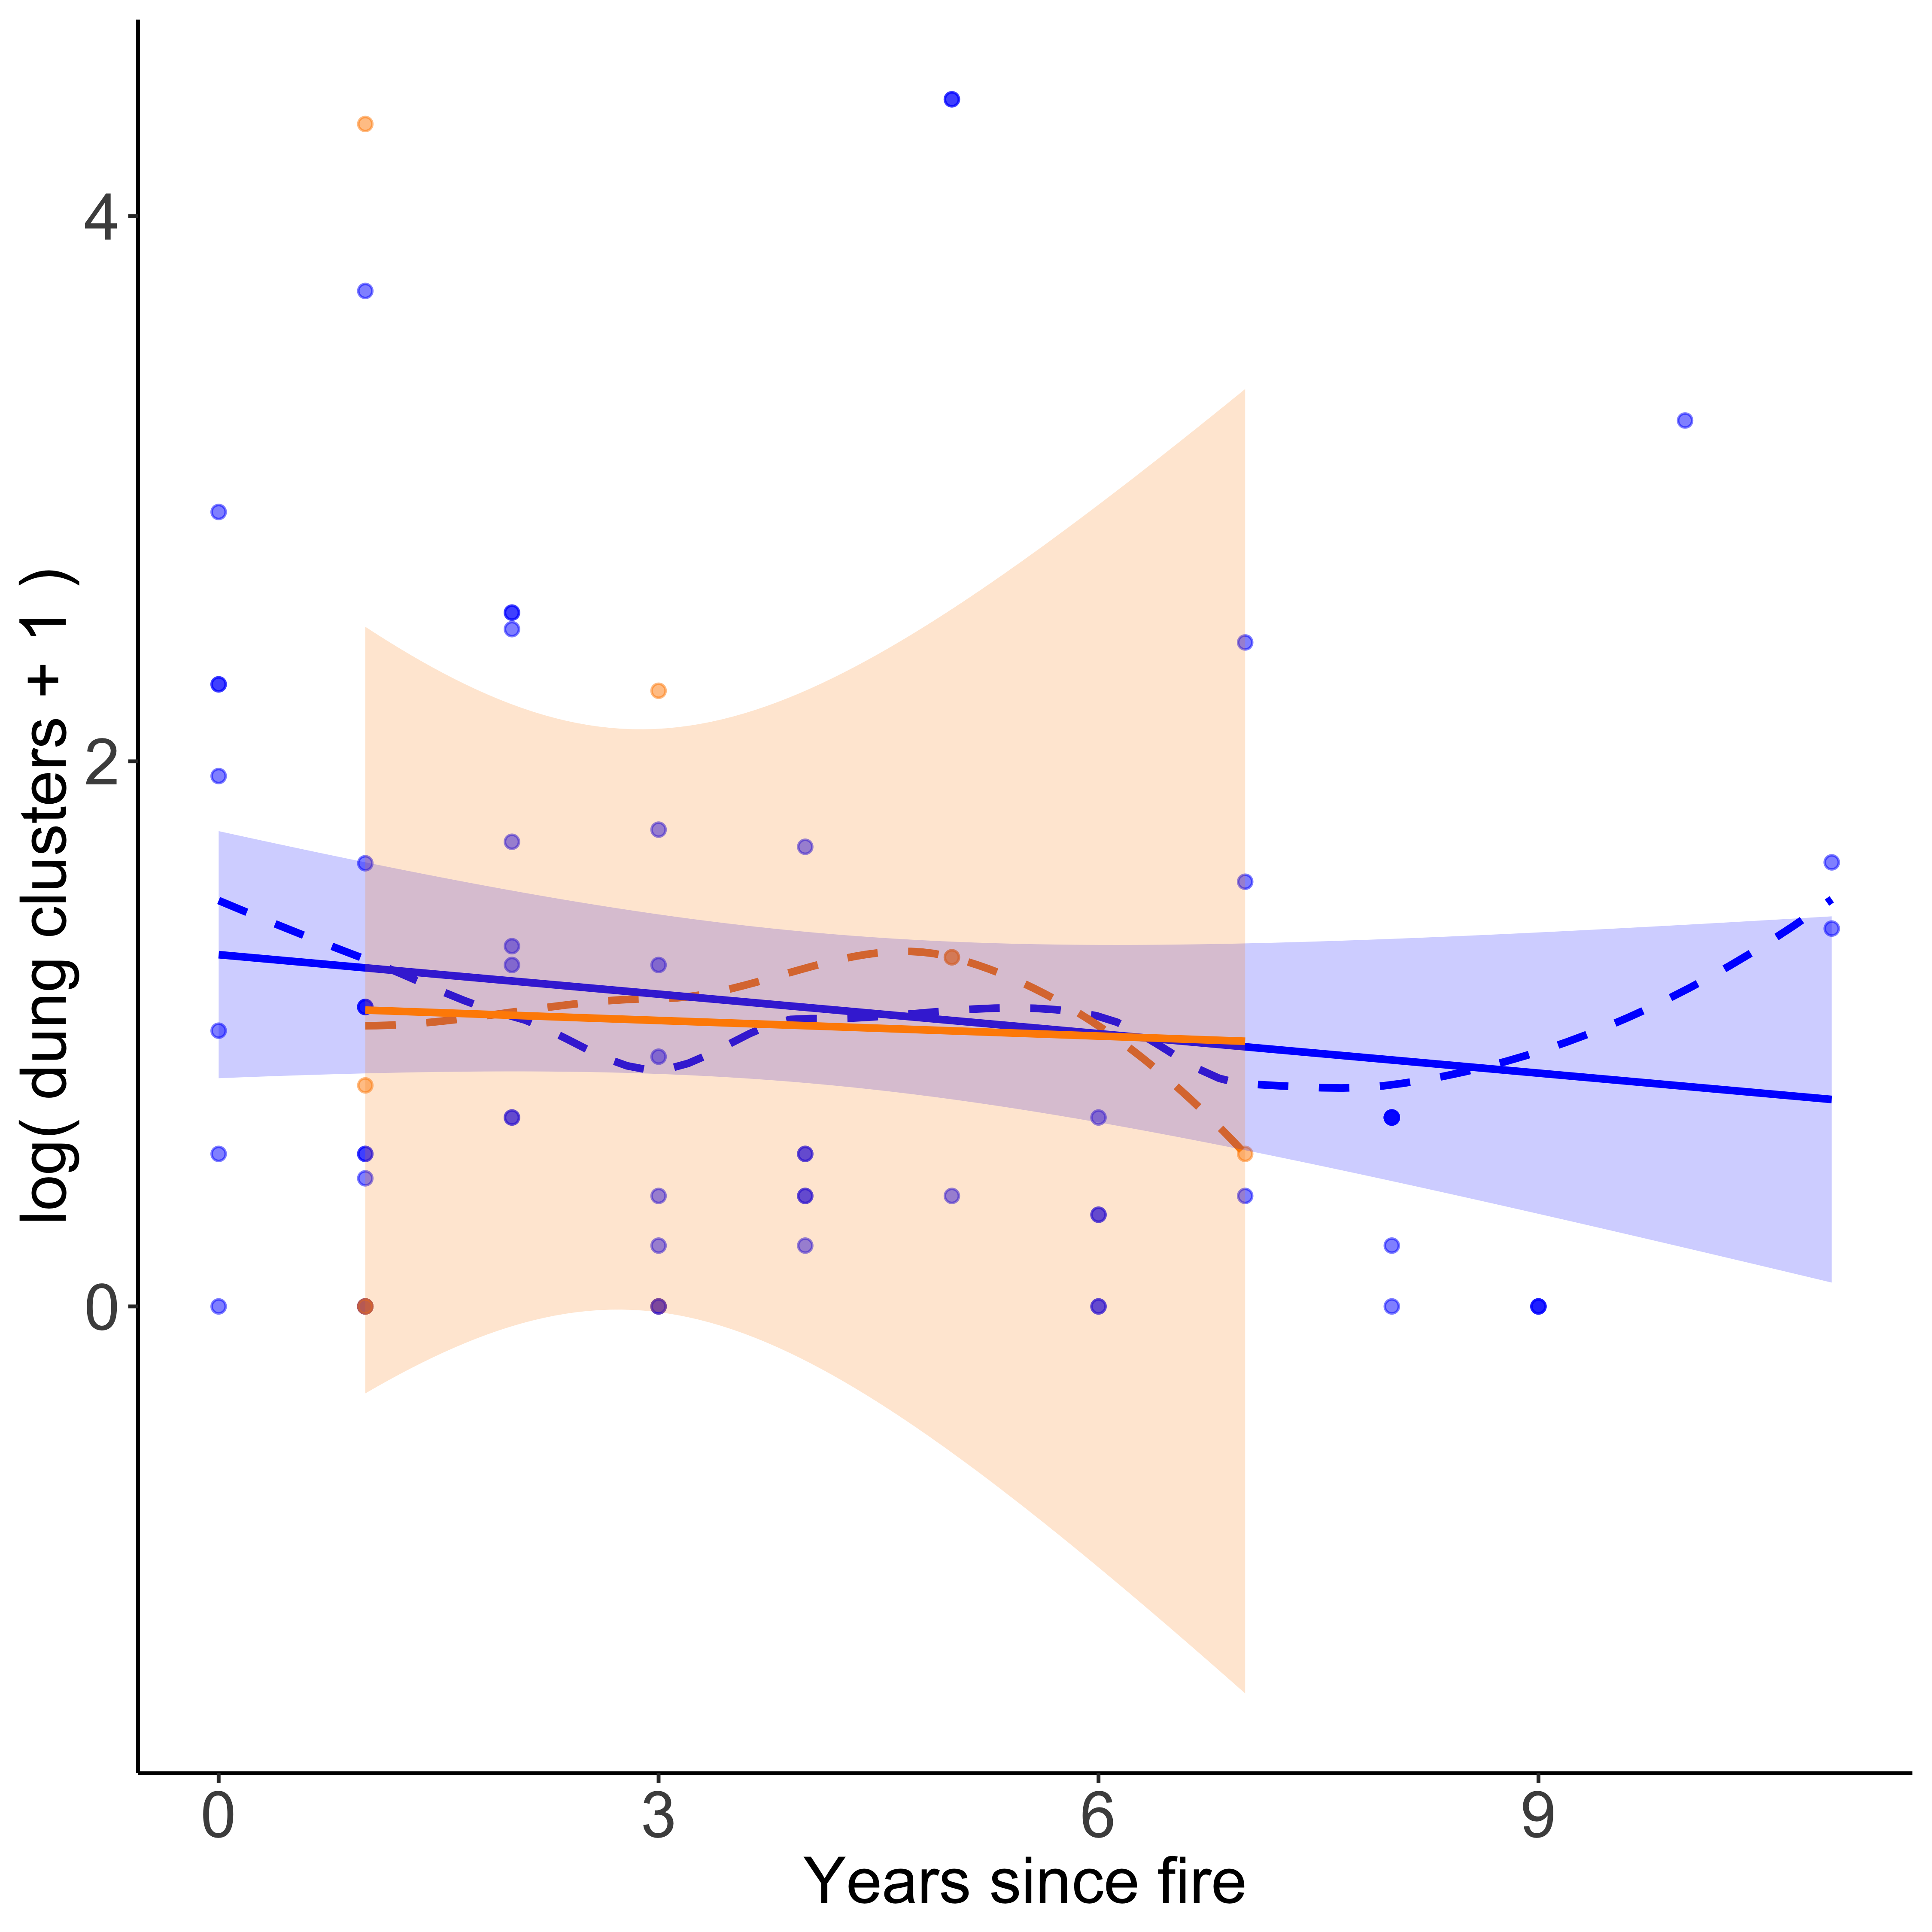 log( dung clusters + 1 )
4
2
0
0 3 6 9
Years since fire